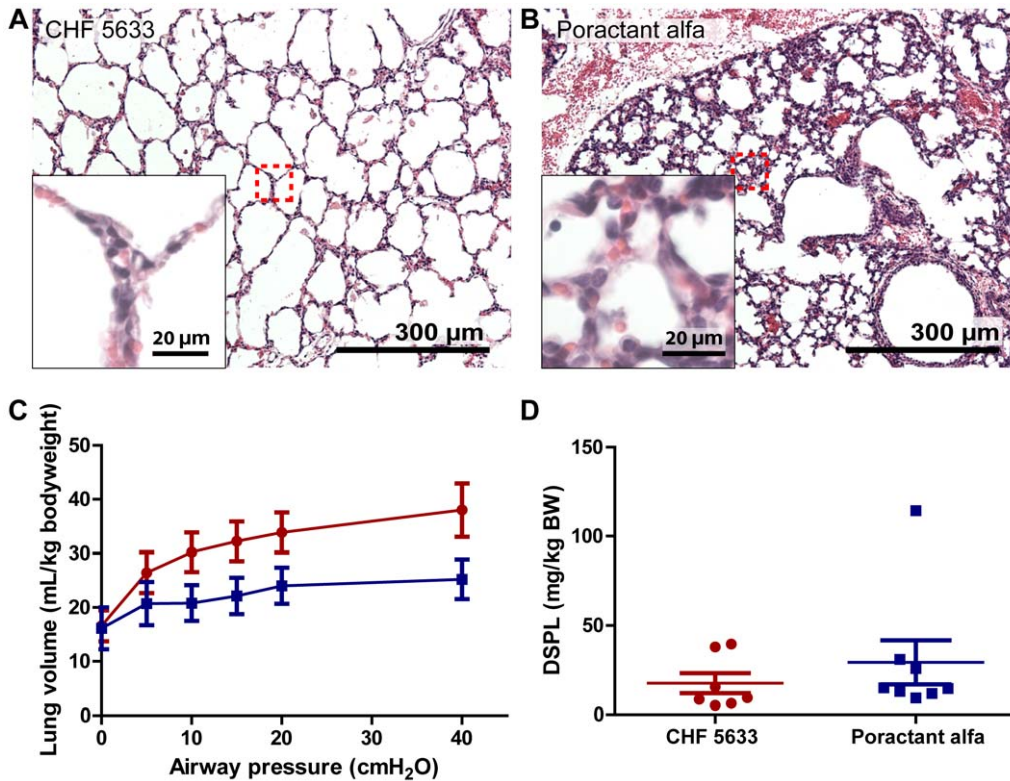 A
CHF 5633
20 µm
300 µm
B
Poractant alfa
20 µm
300 µm
C
Lung volume (mL/kg bodyweight)
50
40
30
20
10
0
0
10
20
30
40
Airway pressure (cmH₂O)
D
DSPL (mg/kg BW)
150
100
50
0
CHF 5633
Poractant alfa